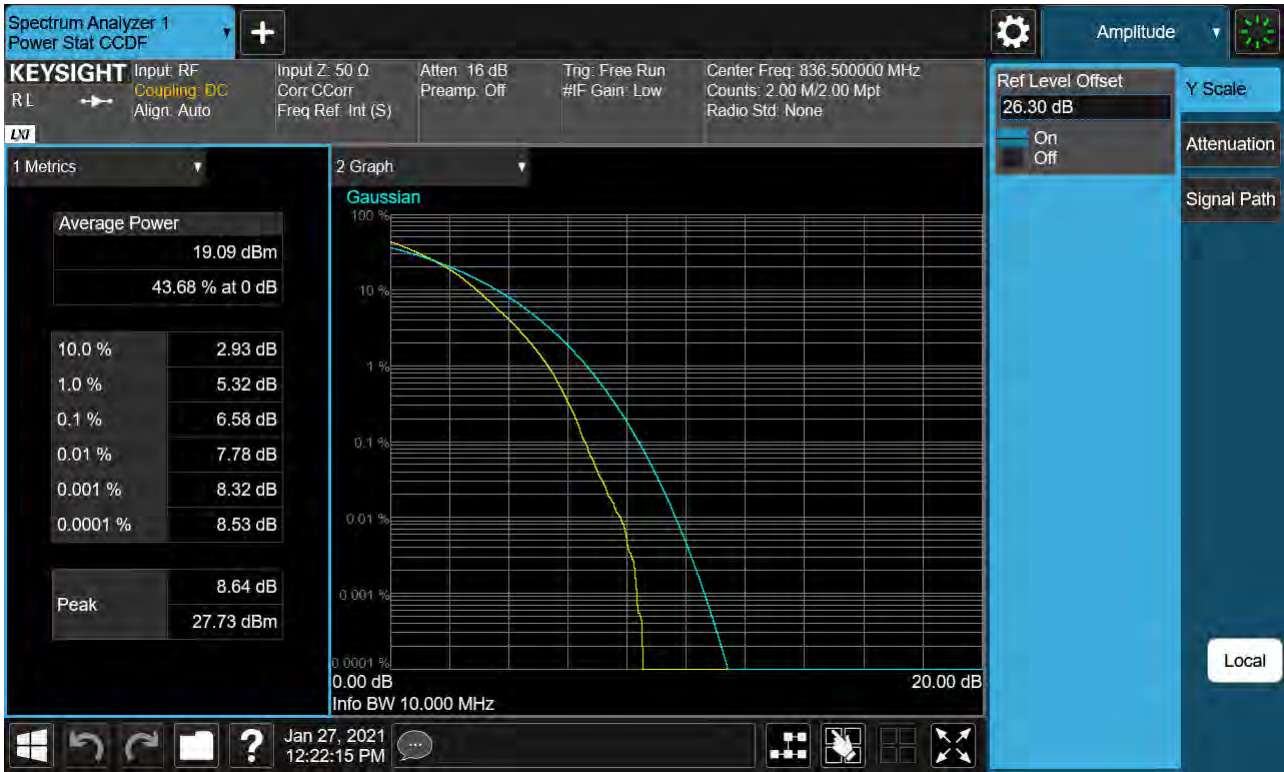 Spectrum Analyzer 1
Power Stat CCDF
Amplitude
KEYSIGHT
RL
LXI
Input: RF
Coupling: DC
Align: Auto
Input Z: 50 Ω
Corr CCorr
Freq Ref: Int (S)
Atten: 16 dB
Preamp: Off
Trig: Free Run
#IF Gain: Low
Center Freq: 836.500000 MHz
Counts: 2.00 M/2.00 Mpt
Radio Std: None
Ref Level Offset
26.30 dB
On
Off
Y Scale
Attenuation
Signal Path
Local
1 Metrics
Average Power
19.09 dBm
43.68 % at 0 dB
10.0 % 2.93 dB
1.0 % 5.32 dB
0.1 % 6.58 dB
0.01 % 7.78 dB
0.001 % 8.32 dB
0.0001 % 8.53 dB
Peak
8.64 dB
27.73 dBm
2 Graph
Gaussian
100 %
10 %
1 %
0.1 %
0.01 %
0.001 %
0.0001 %
0.00 dB 20.00 dB
Info BW 10.000 MHz
?
Jan 27, 2021
12:22:15 PM